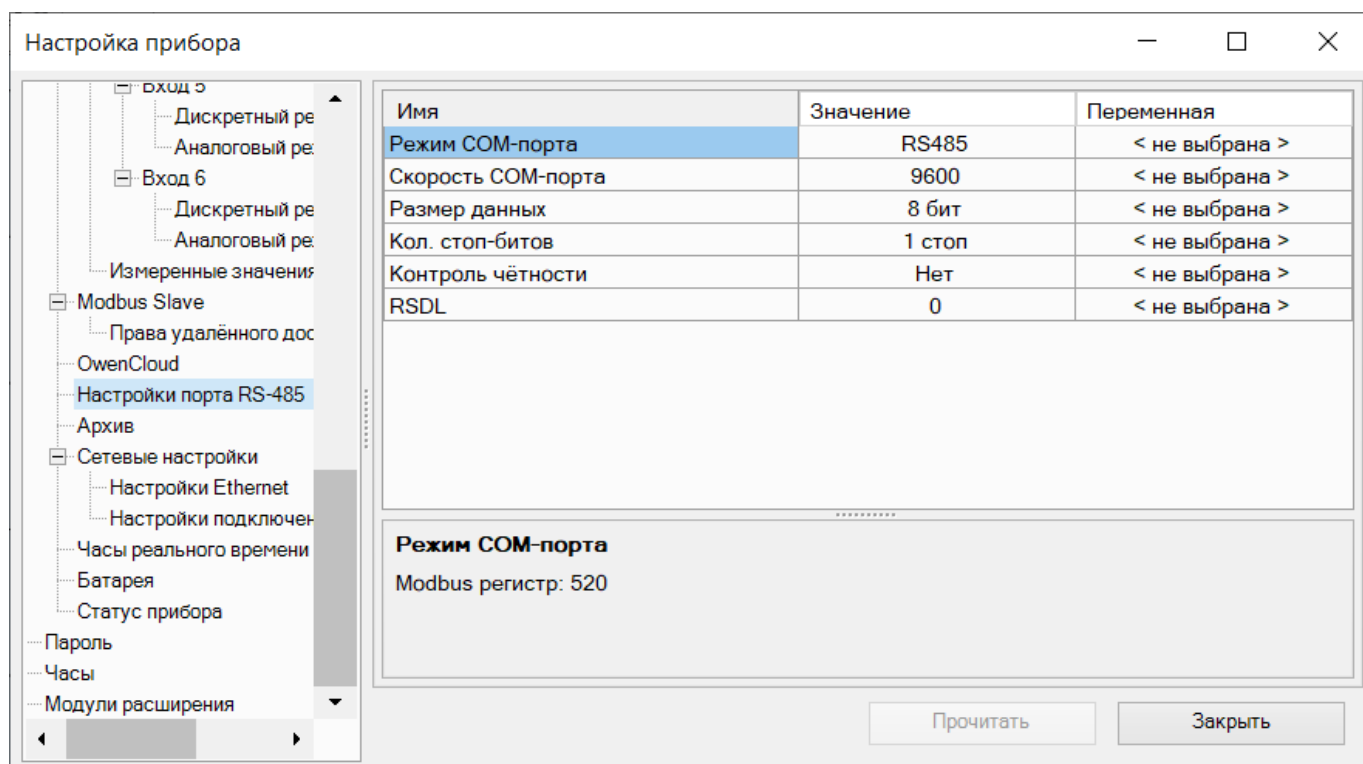 Настройка прибора
Вход 5
Дискретный ре
Аналоговый ре
Вход 6
Дискретный ре
Аналоговый ре
Измеренные значения
Modbus Slave
Права удалённого дос
OwenCloud
Настройки порта RS-485
Архив
Сетевые настройки
Настройки Ethernet
Настройки подключен
Часы реального времени
Батарея
Статус прибора
Пароль
Часы
Модули расширения
Имя Значение Переменная
Режим COM-порта RS485 < не выбрана >
Скорость COM-порта 9600 < не выбрана >
Размер данных 8 бит < не выбрана >
Кол. стоп-битов 1 стоп < не выбрана >
Контроль чётности Нет < не выбрана >
RSDL 0 < не выбрана >
Режим COM-порта
Modbus регистр: 520
Прочитать Закрыть